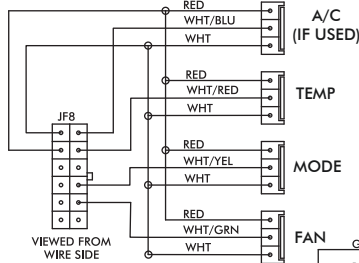 RED
WHT/BLU
WHT
A/C
(IF USED)
RED
WHT/RED
WHT
TEMP
JF8
RED
WHT/YEL
WHT
MODE
RED
WHT/GRN
WHT
FAN
VIEWED FROM
WIRE SIDE
G